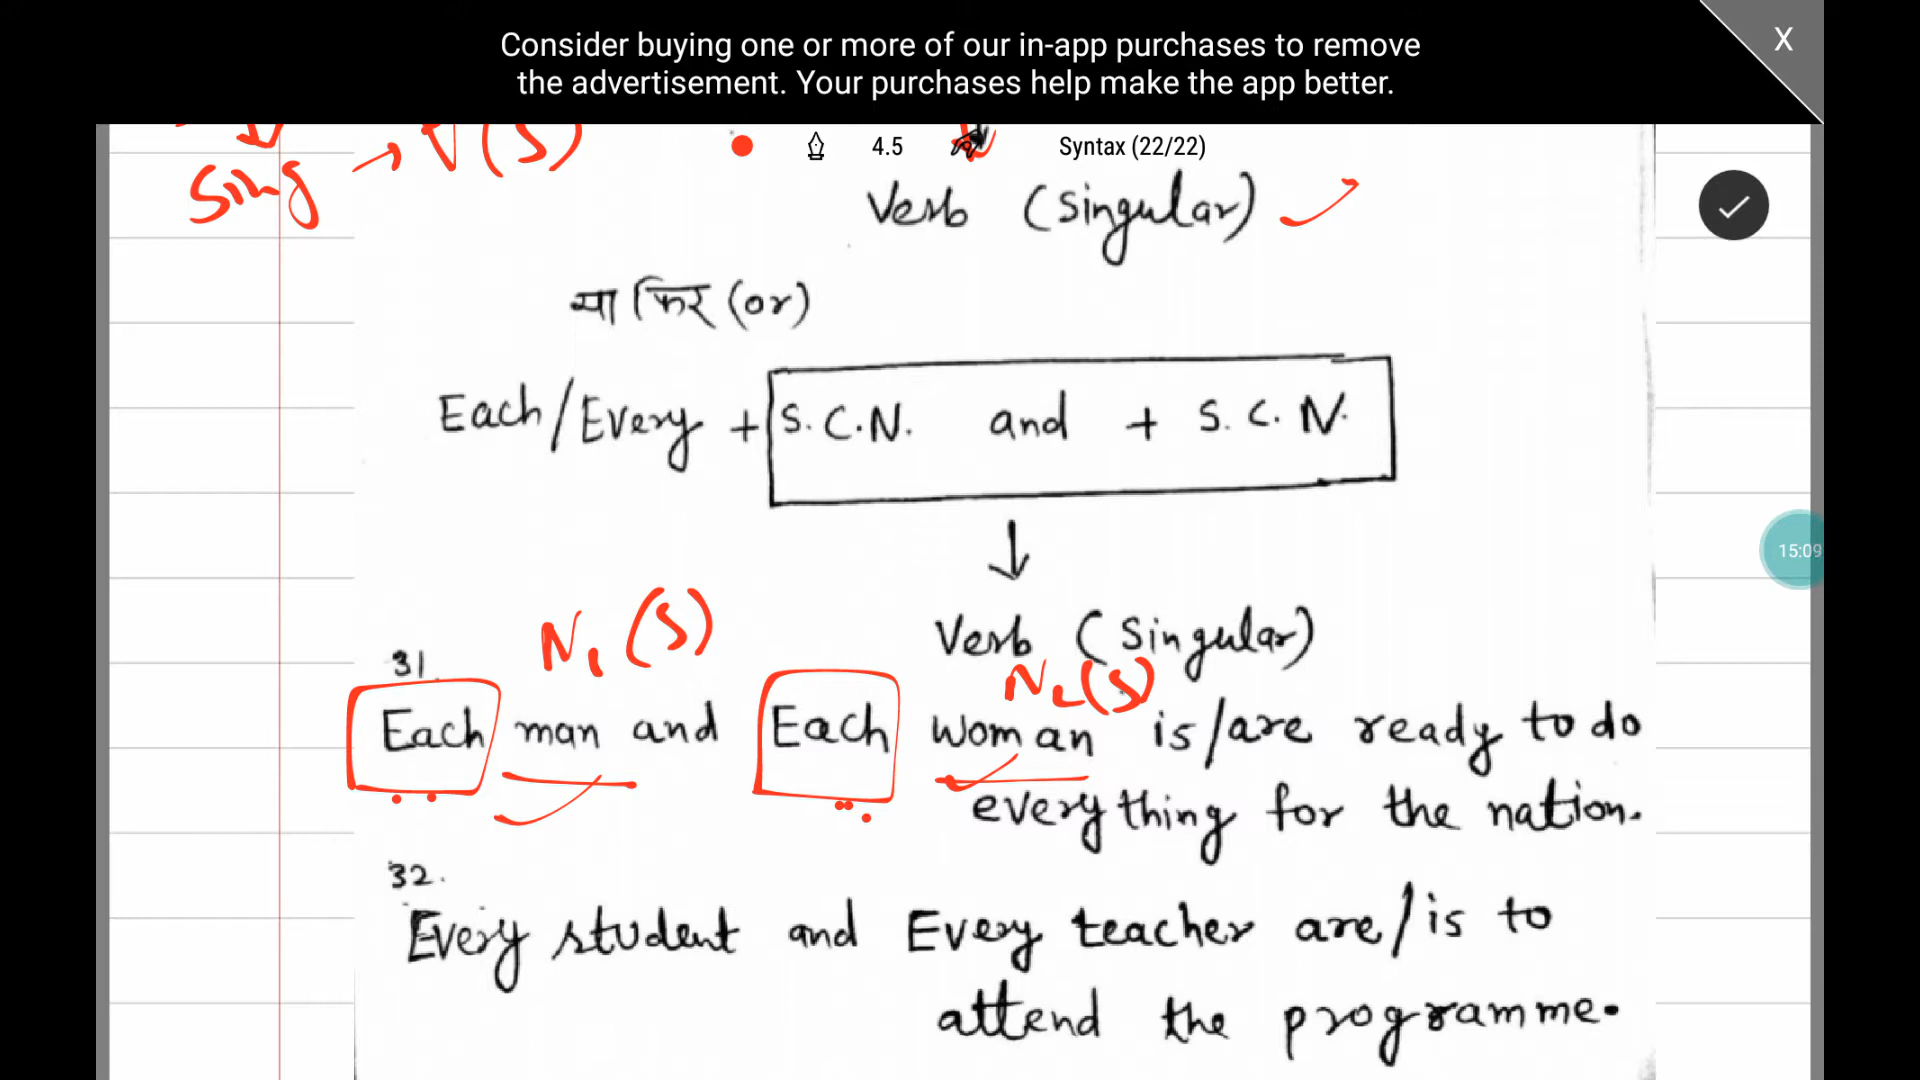 Consider buying one or more of our in-app purchases to remove
the advertisement. Your purchases help make the app better.
X
4.5
Syntax (22/22)
Sing → V(S)
Verb (Singular)
या फिर (or)
Each/Every + S.C.N. and + S.C.N.
15:09
Verb (Singular)
N₁ (S)
N₂(S)
31.
Each man and Each woman is/are ready to do
everything for the nation.
32.
Every student and Every teacher are/is to
attend the programme.